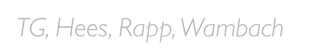 TG, Hees, Rapp, Wambach